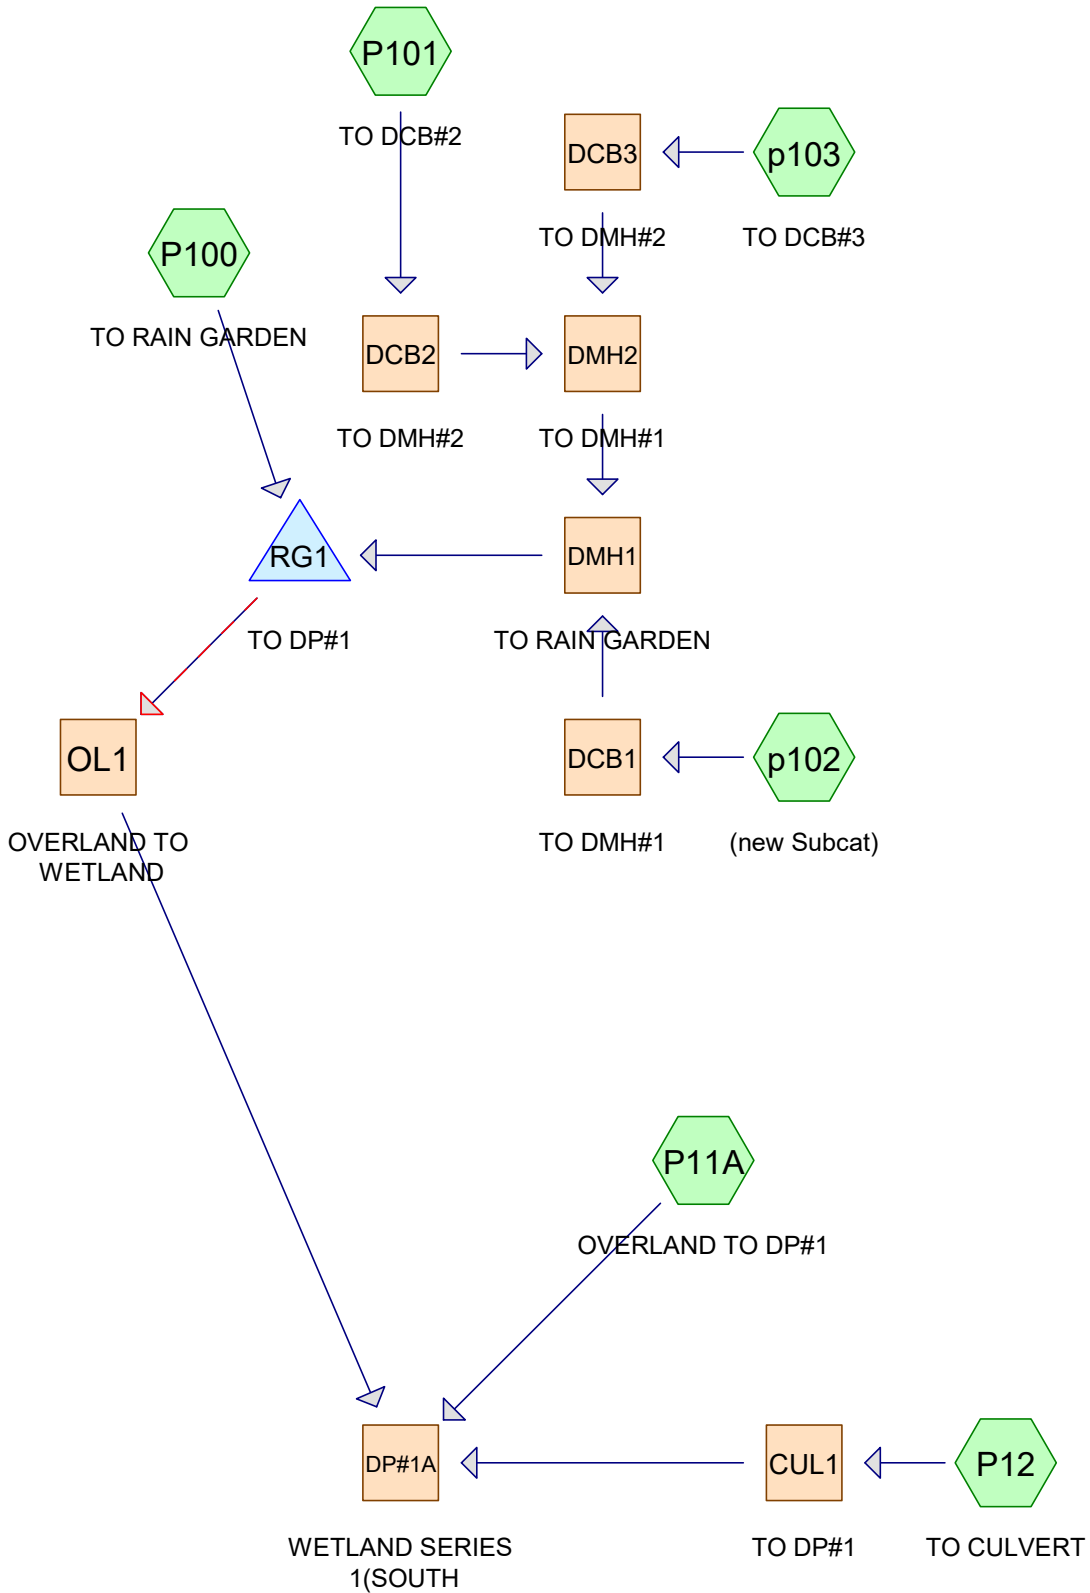 P101
TO DCB#2
DCB3
p103
TO DMH#2
TO DCB#3
P100
TO RAIN GARDEN
DCB2
DMH2
TO DMH#2
TO DMH#1
RG1
DMH1
TO DP#1
TO RAIN GARDEN
OL1
DCB1
p102
OVERLAND TO
WETLAND
TO DMH#1
(new Subcat)
P11A
OVERLAND TO DP#1
DP#1A
CUL1
P12
WETLAND SERIES
1(SOUTH
TO DP#1
TO CULVERT